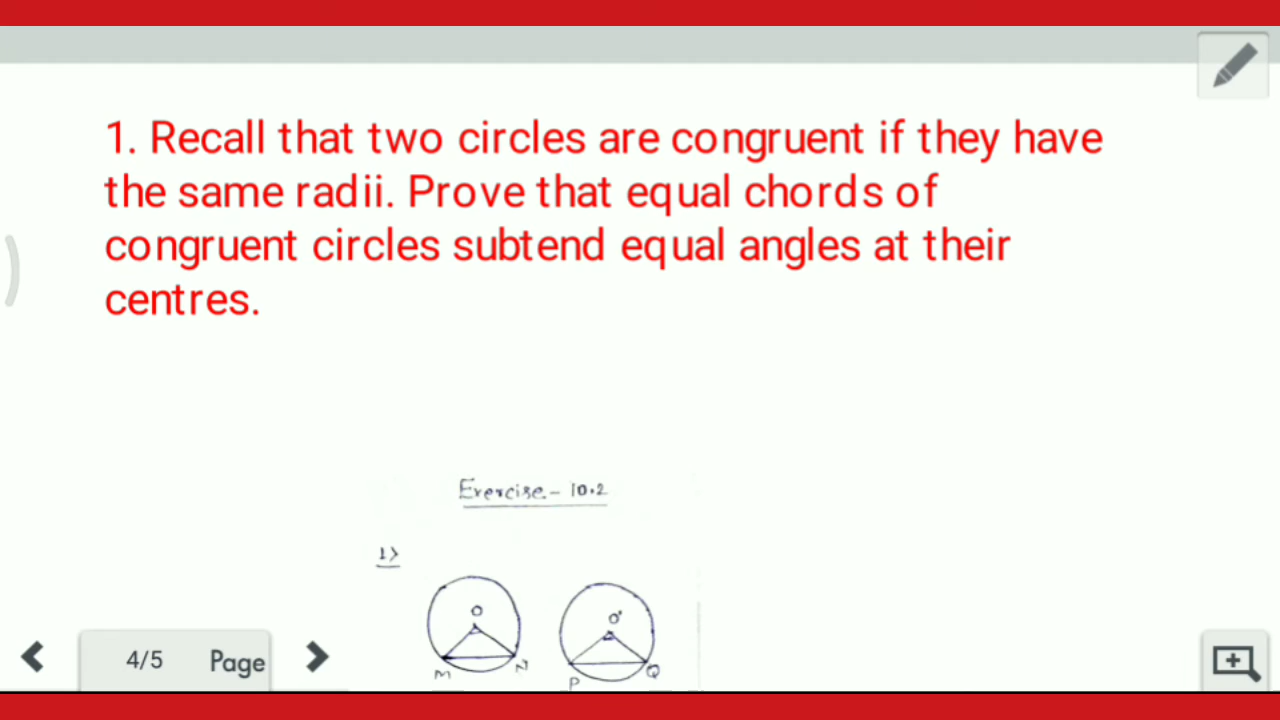 1. Recall that two circles are congruent if they have
the same radii. Prove that equal chords of
congruent circles subtend equal angles at their
centres.
Exercise - 10.2
1>
O
O'
M
N
P
Q
4/5 Page